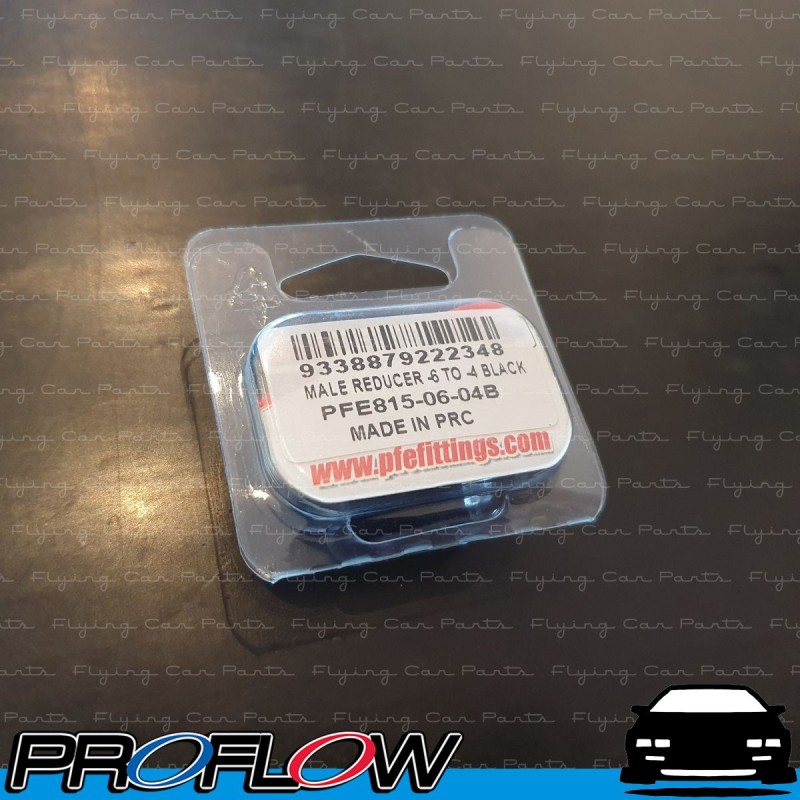 Flying Car Parts
9338879222348
MALE REDUCER -6 TO -4 BLACK
PFE815-06-04B
MADE IN PRC
www.pfefittings.com
PROFLOW